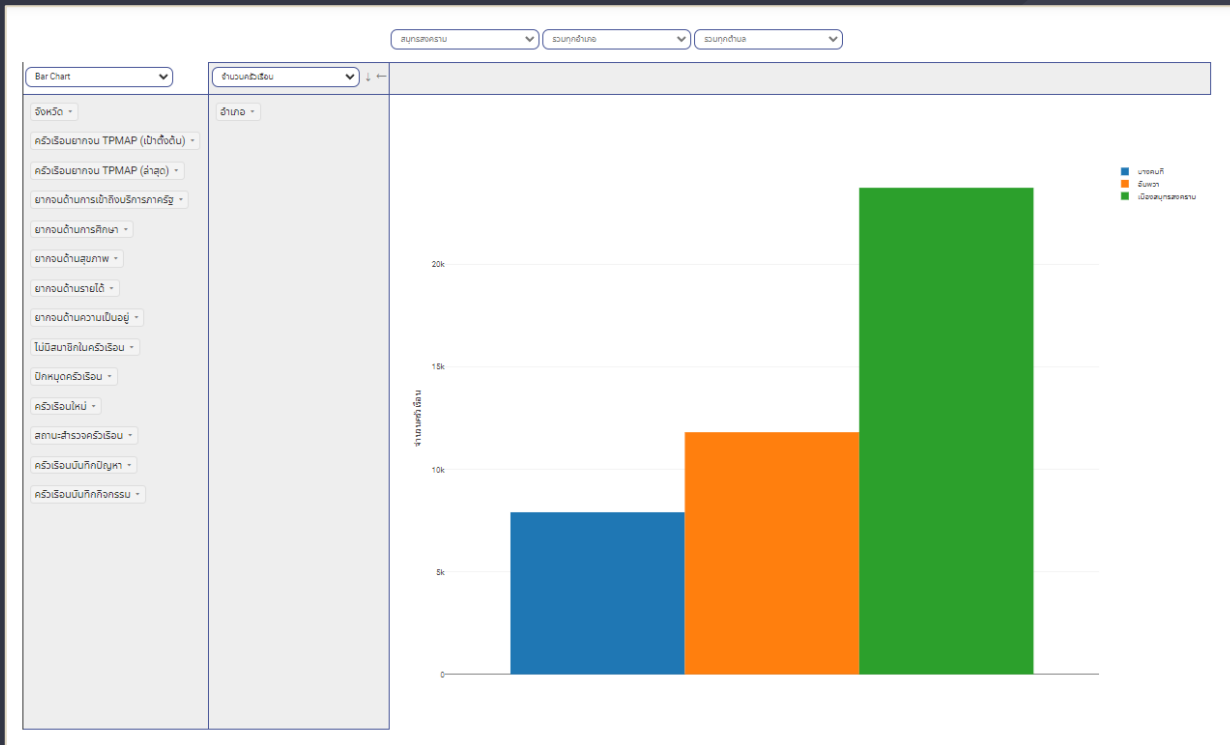 สมุทรสงคราม รวมทุกอำเภอ รวมทุกตำบล
Bar Chart จำนวนครัวเรือน ↓ ←
จังหวัด
อำเภอ
ครัวเรือนยากจน TPMAP (เป้าตั้งต้น)
ครัวเรือนยากจน TPMAP (ล่าสุด)
ยากจนด้านการเข้าถึงบริการภาครัฐ
ยากจนด้านการศึกษา
ยากจนด้านสุขภาพ
ยากจนด้านรายได้
ยากจนด้านความเป็นอยู่
ไม่มีสมาชิกในครัวเรือน
ปักหมุดครัวเรือน
ครัวเรือนใหม่
สถานะสำรวจครัวเรือน
ครัวเรือนบันทึกปัญหา
ครัวเรือนบันทึกกิจกรรม
จำนวนครัวเรือน
20k
15k
10k
5k
0
บางคนที
อัมพวา
เมืองสมุทรสงคราม